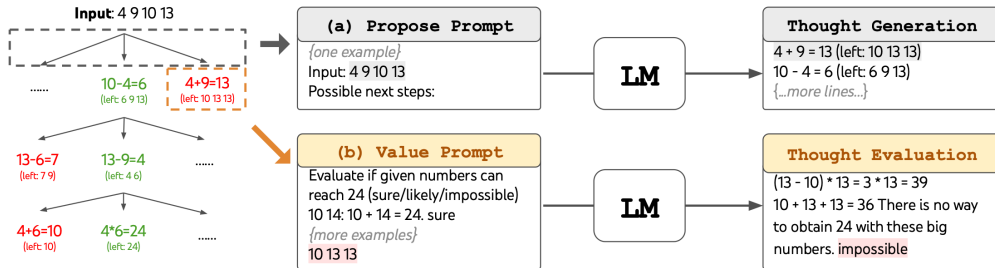 Input: 4 9 10 13
......
10-4=6
(left: 6 9 13)
4+9=13
(left: 10 13 13)
13-6=7
(left: 7 9)
13-9=4
(left: 4 6)
......
4+6=10
(left: 10)
4*6=24
(left: 24)
......
(a) Propose Prompt
{one example}
Input: 4 9 10 13
Possible next steps:
LM
Thought Generation
4 + 9 = 13 (left: 10 13 13)
10 - 4 = 6 (left: 6 9 13)
{...more lines...}
(b) Value Prompt
Evaluate if given numbers can
reach 24 (sure/likely/impossible)
10 14: 10 + 14 = 24. sure
{more examples}
10 13 13
LM
Thought Evaluation
(13 - 10) * 13 = 3 * 13 = 39
10 + 13 + 13 = 36 There is no way
to obtain 24 with these big
numbers. impossible